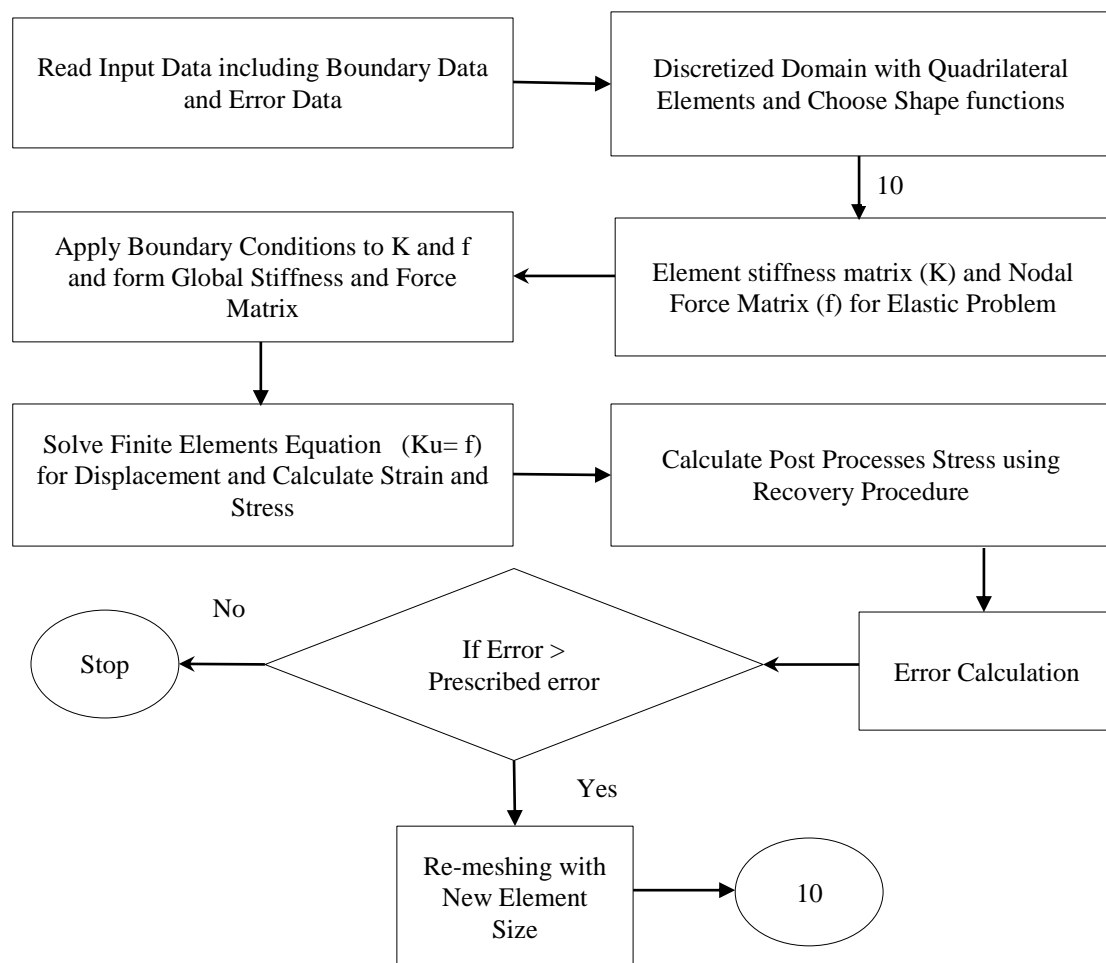 Read Input Data including Boundary Data
and Error Data
Discretized Domain with Quadrilateral
Elements and Choose Shape functions
10
Element stiffness matrix (K) and Nodal
Force Matrix (f) for Elastic Problem
Apply Boundary Conditions to K and f
and form Global Stiffness and Force
Matrix
Solve Finite Elements Equation (Ku= f)
for Displacement and Calculate Strain and
Stress
Calculate Post Processes Stress using
Recovery Procedure
Error Calculation
If Error >
Prescribed error
No
Stop
Yes
Re-meshing with
New Element
Size
10